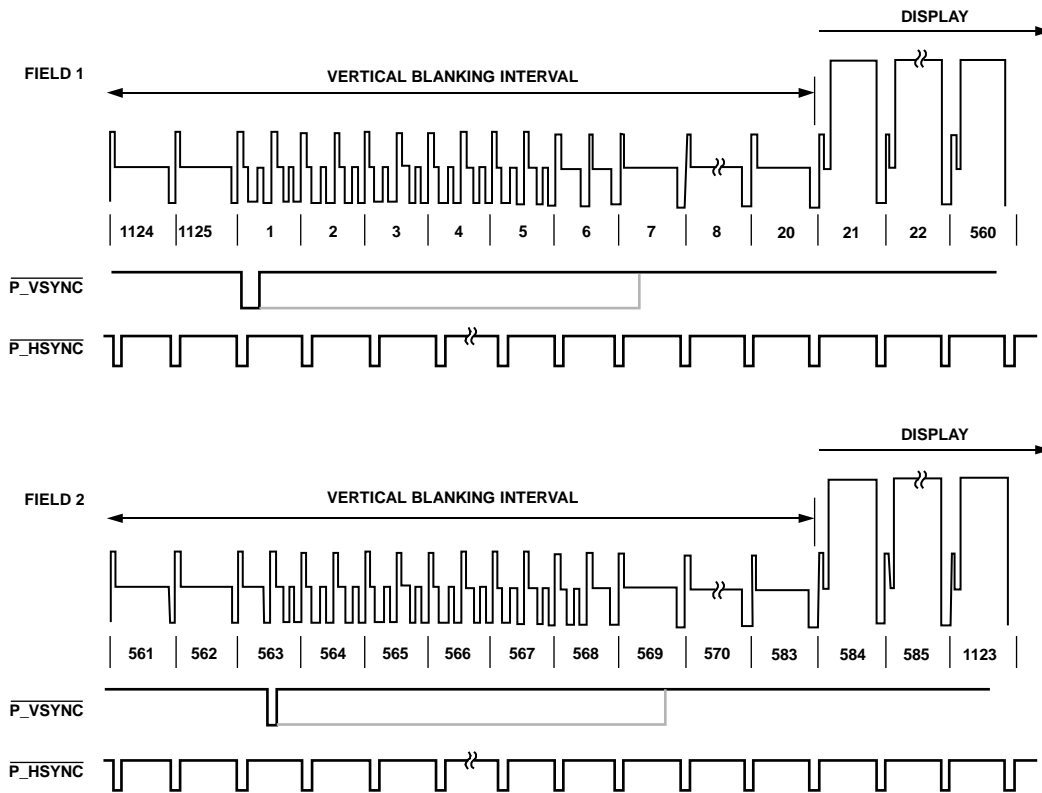 DISPLAY
FIELD 1
VERTICAL BLANKING INTERVAL
1124 1125 1 2 3 4 5 6 7 8 20 21 22 560
P_VSYNC
P_HSYNC
DISPLAY
FIELD 2
VERTICAL BLANKING INTERVAL
561 562 563 564 565 566 567 568 569 570 583 584 585 1123
P_VSYNC
P_HSYNC